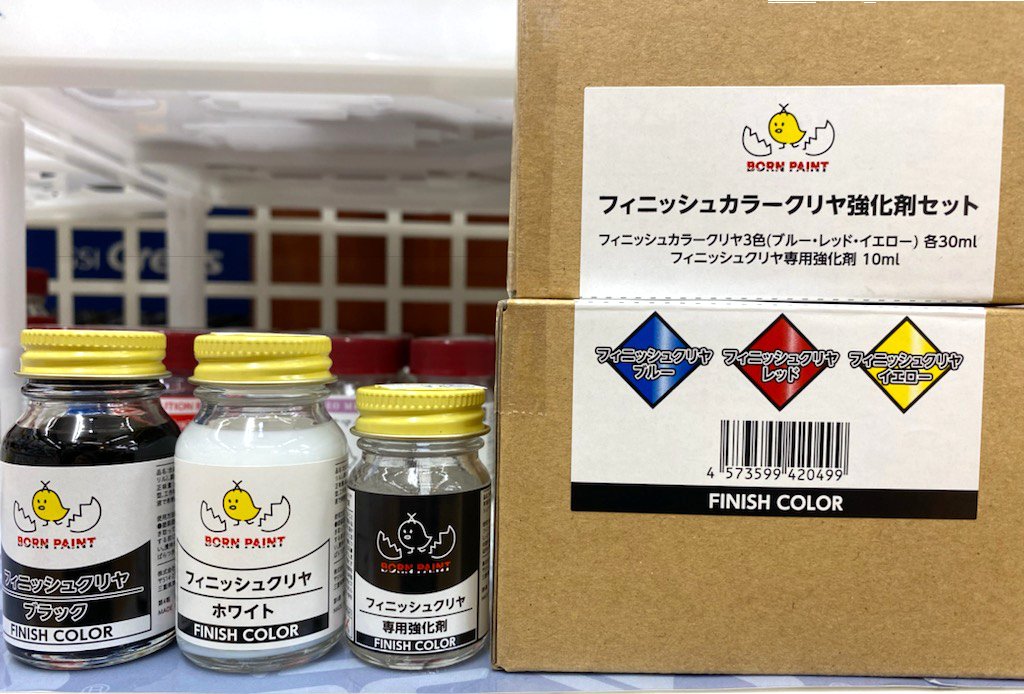 BORN PAINT
フィニッシュクリヤ
ブラック
FINISH COLOR
BORN PAINT
フィニッシュクリヤ
ホワイト
FINISH COLOR
BORN PAINT
フィニッシュクリヤ
専用強化剤
FINISH COLOR
BORN PAINT
フィニッシュカラークリヤ強化剤セット
フィニッシュカラークリヤ3色(ブルー・レッド・イエロー) 各30ml
フィニッシュクリヤ専用強化剤 10ml
フィニッシュクリヤ
ブルー
フィニッシュクリヤ
レッド
フィニッシュクリヤ
イエロー
4 573599 420499
FINISH COLOR